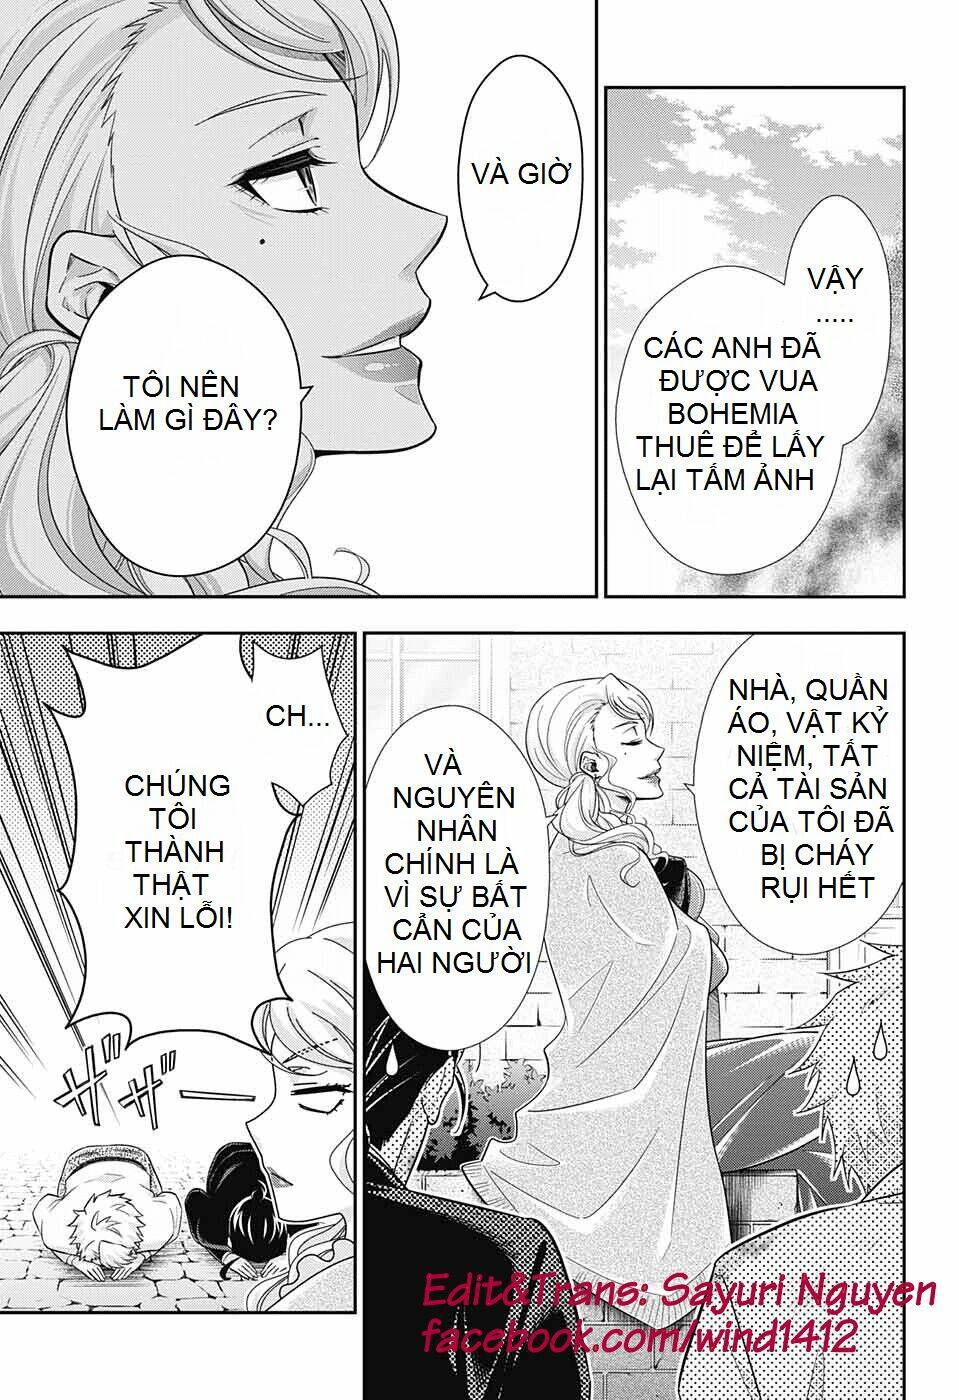 VẬY
.....
CÁC ANH ĐÃ
ĐƯỢC VUA
BOHEMIA
THUÊ ĐỂ LẤY
LẠI TẤM ẢNH
VÀ GIỜ
TÔI NÊN
LÀM GÌ ĐÂY?
NHÀ, QUẦN
ÁO, VẬT KỶ
NIỆM, TẤT
CẢ TÀI SẢN
CỦA TÔI ĐÃ
BỊ CHÁY
RỤI HẾT
VÀ
NGUYÊN
NHÂN
CHÍNH LÀ
VÌ SỰ BẤT
CẨN CỦA
HAI NGƯỜI
CH...
CHÚNG
TÔI
THÀNH
THẬT
XIN LỖI!
ザザー
Edit&Trans: Sayuri Nguyen
facebook.com/wind1412